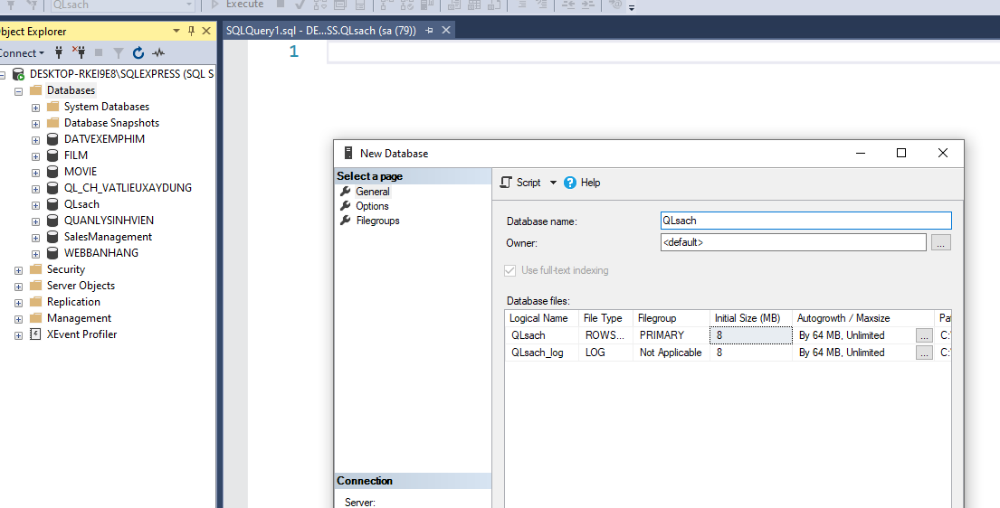 QLsach
Execute
bject Explorer
SQLQuery1.sql - DE...SS.QLsach (sa (79))
onnect
1
DESKTOP-RKEI9E8\SQLEXPRESS (SQL S
Databases
System Databases
Database Snapshots
DATVEXEMPHIM
FILM
MOVIE
QL_CH_VATLIEUXAYDUNG
QLsach
QUANLYSINHVIEN
SalesManagement
WEBBANHANG
Security
Server Objects
Replication
Management
XEvent Profiler
New Database
Select a page
General
Options
Filegroups
Script
Help
Database name: QLsach
Owner: <default> ...
Use full-text indexing
Database files:
Logical Name File Type Filegroup Initial Size (MB) Autogrowth / Maxsize Pa
QLsach ROWS... PRIMARY 8 By 64 MB, Unlimited ... C:\
QLsach_log LOG Not Applicable 8 By 64 MB, Unlimited ... C:\
Connection
Server: